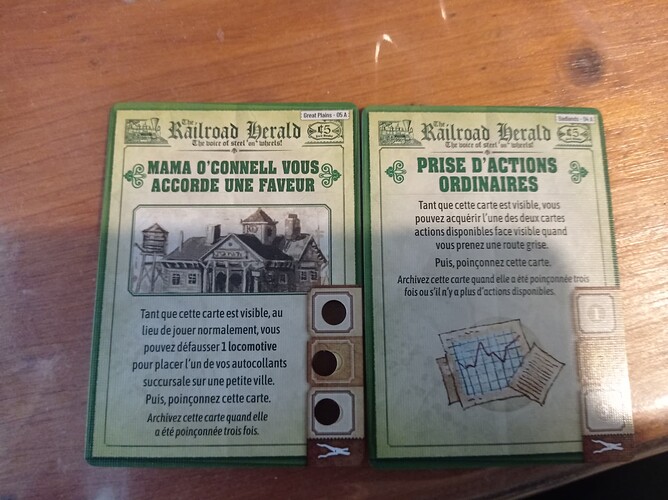 Great Plains - 05 A
The
Railroad Herald
¢5
The voice of steel "on" wheels!
MAMA O'CONNELL VOUS
ACCORDE UNE FAVEUR
Tant que cette carte est visible, au
lieu de jouer normalement, vous
pouvez défausser 1 locomotive
pour placer l'un de vos autocollants
succursale sur une petite ville.
Puis, poinçonnez cette carte.
Archivez cette carte quand elle
a été poinçonnée trois fois.
The
Railroad Herald
¢5
The voice of steel "on" wheels!
PRISE D'ACTIONS
ORDINAIRES
Tant que cette carte est visible, vous
pouvez acquérir l'une des deux cartes
actions disponibles face visible quand
vous prenez une route grise.
Puis, poinçonnez cette carte.
Archivez cette carte quand elle a été poinçonnée trois
fois ou s'il n'y a plus d'actions disponibles.
1